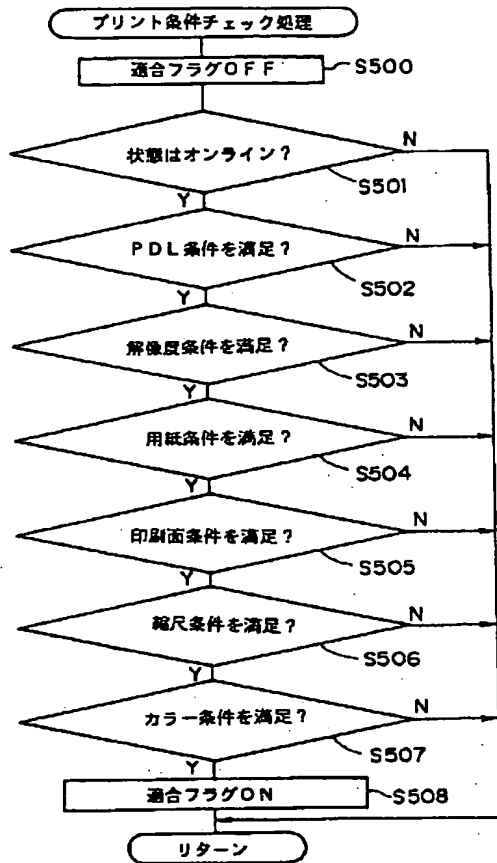 プリント条件チェック処理
適合フラグOFF
S500
状態はオンライン?
N
S501
Y
PDL条件を満足?
N
S502
Y
解像度条件を満足?
N
S503
Y
用紙条件を満足?
N
S504
Y
印刷面条件を満足?
N
S505
Y
縮尺条件を満足?
N
S506
Y
カラー条件を満足?
N
S507
Y
適合フラグON
S508
リターン